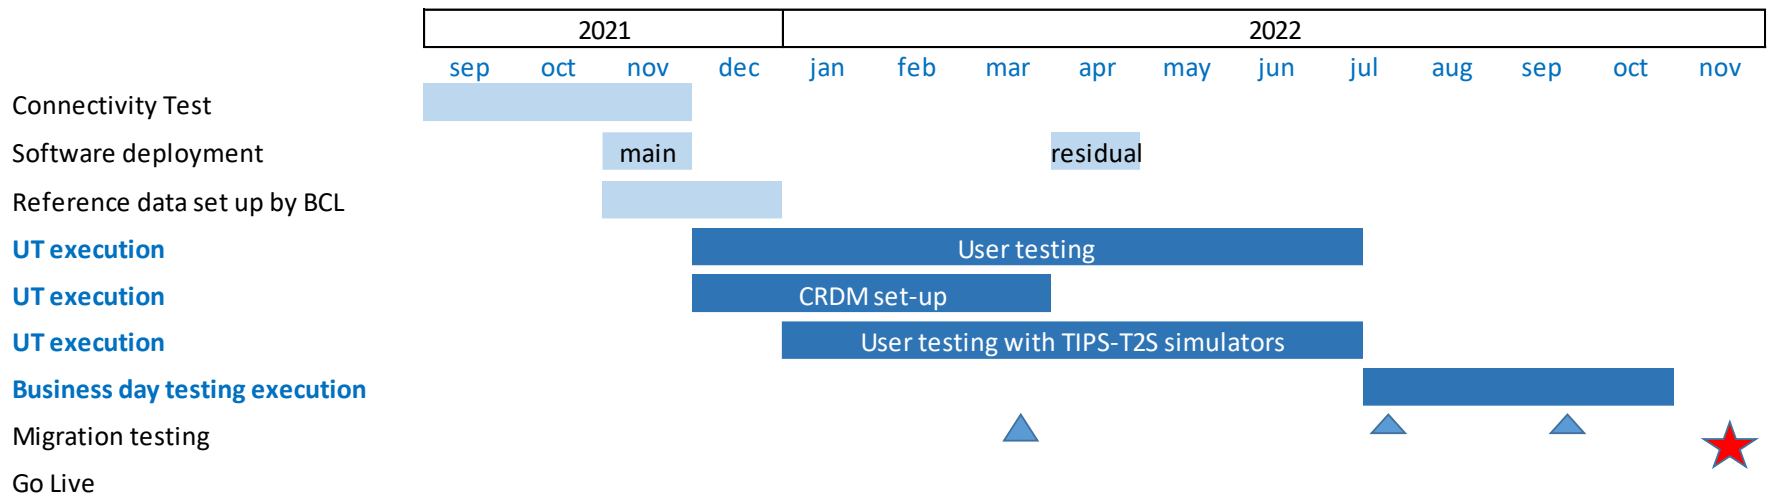 2021 2022
sep oct nov dec jan feb mar apr may jun jul aug sep oct nov
Connectivity Test
Software deployment main residual
Reference data set up by BCL
UT execution User testing
UT execution CRDM set-up
UT execution User testing with TIPS-T2S simulators
Business day testing execution
Migration testing
Go Live